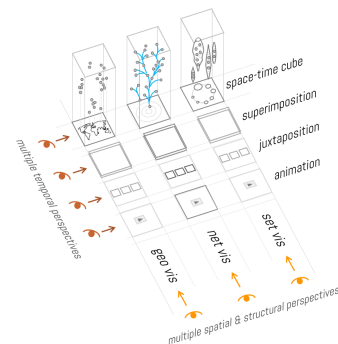 space-time cube
superimposition
juxtaposition
animation
multiple temporal perspectives
geo vis
net vis
set vis
multiple spatial & structural perspectives